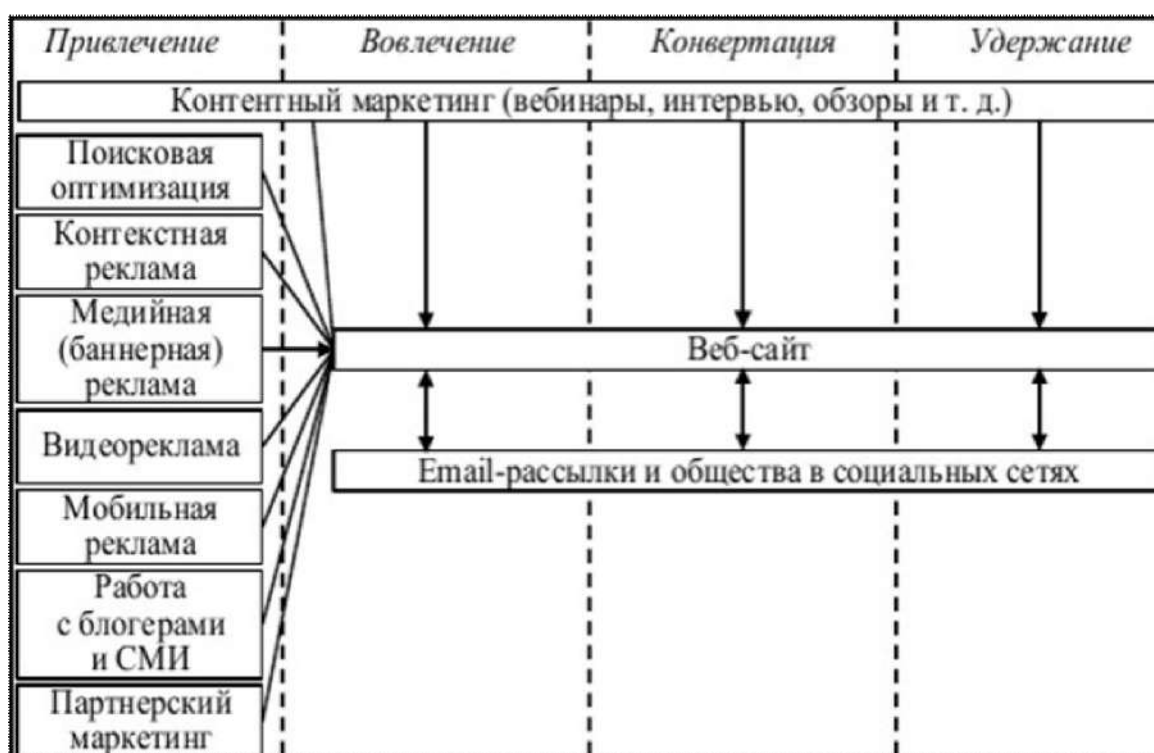 Привлечение Вовлечение Конвертация Удержание
Контентный маркетинг (вебинары, интервью, обзоры и т. д.)
Поисковая
оптимизация
Контекстная
реклама
Медийная
(баннерная)
реклама
Веб-сайт
Видеореклама
Email-рассылки и общества в социальных сетях
Мобильная
реклама
Работа
с блогерами
и СМИ
Партнерский
маркетинг